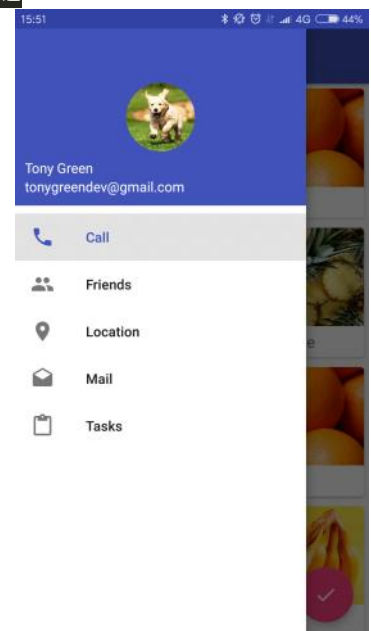 15:51 4G 44%
Tony Green
tonygreendev@gmail.com
Call
Friends
Location
e
Mail
Tasks